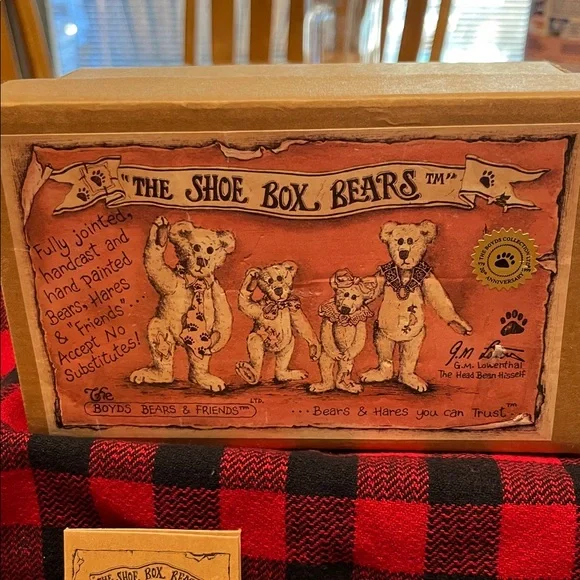 "THE SHOE BOX BEARS ™"
Fully jointed,
handcast and
hand painted
Bears, Hares
& "Friends"...
Accept No
Substitutes!
The
BOYDS BEARS & FRIENDS™
LTD.
...Bears & Hares you can Trust™
THE BOYDS COLLECTION LTD.
ANNIVERSARY
G.M. Lowenthal
The Head Bean Hisself
"THE SHOE BOX BEARS